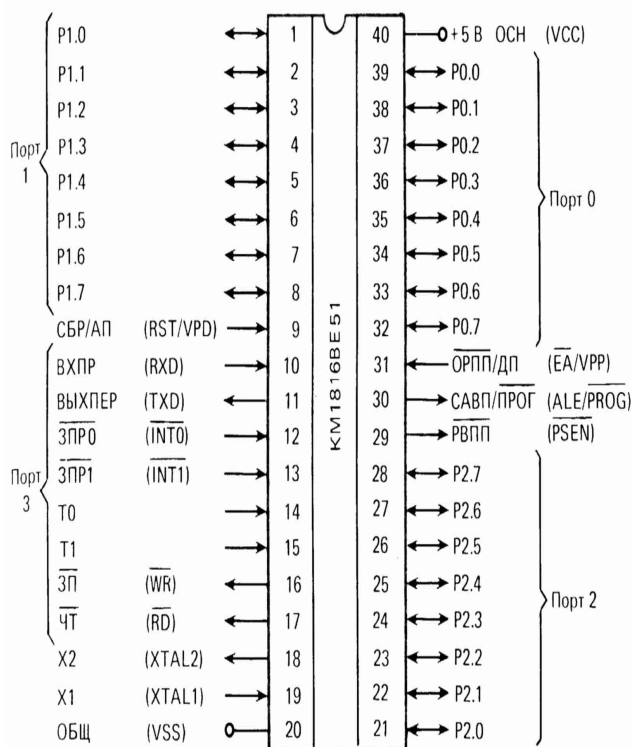 P1.0 1 40 +5 В ОСН (VCC)
P1.1 2 39 P0.0
P1.2 3 38 P0.1
P1.3 4 37 P0.2
Порт 1
P1.4 5 36 P0.3
P1.5 6 35 P0.4
Порт 0
P1.6 7 34 P0.5
P1.7 8 33 P0.6
СБР/АП (RST/VPD) 9 32 P0.7
ВХПР (RXD) 10 31 ОРПП/ДП (EA/VPP)
ВЫХПЕР (TXD) 11 30 САВП/ПРОГ (ALE/PROG)
ЗПР0 (INT0) 12 29 РВПП (PSEN)
ЗПР1 (INT1) 13 28 P2.7
Порт 3
T0 14 27 P2.6
T1 15 26 P2.5
ЗП (WR) 16 25 P2.4
Порт 2
ЧТ (RD) 17 24 P2.3
X2 (XTAL2) 18 23 P2.2
X1 (XTAL1) 19 22 P2.1
ОБЩ (VSS) 20 21 P2.0
КМ1816ВЕ51